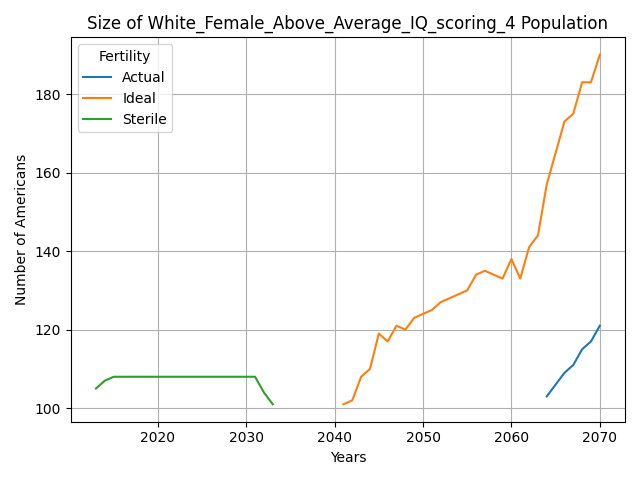 Size of White_Female_Above_Average_IQ_scoring_4 Population
Fertility
Actual
Ideal
Sterile
Number of Americans
180
160
140
120
100
2020
2030
2040
2050
2060
2070
Years